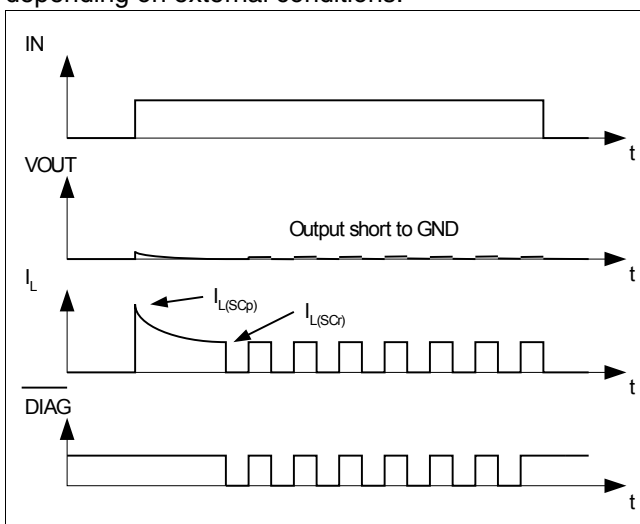 depending on external conditions.
IN
t
VOUT
Output short to GND
t
I_L
I_L(SCp)
I_L(SCr)
t
DIAG
t